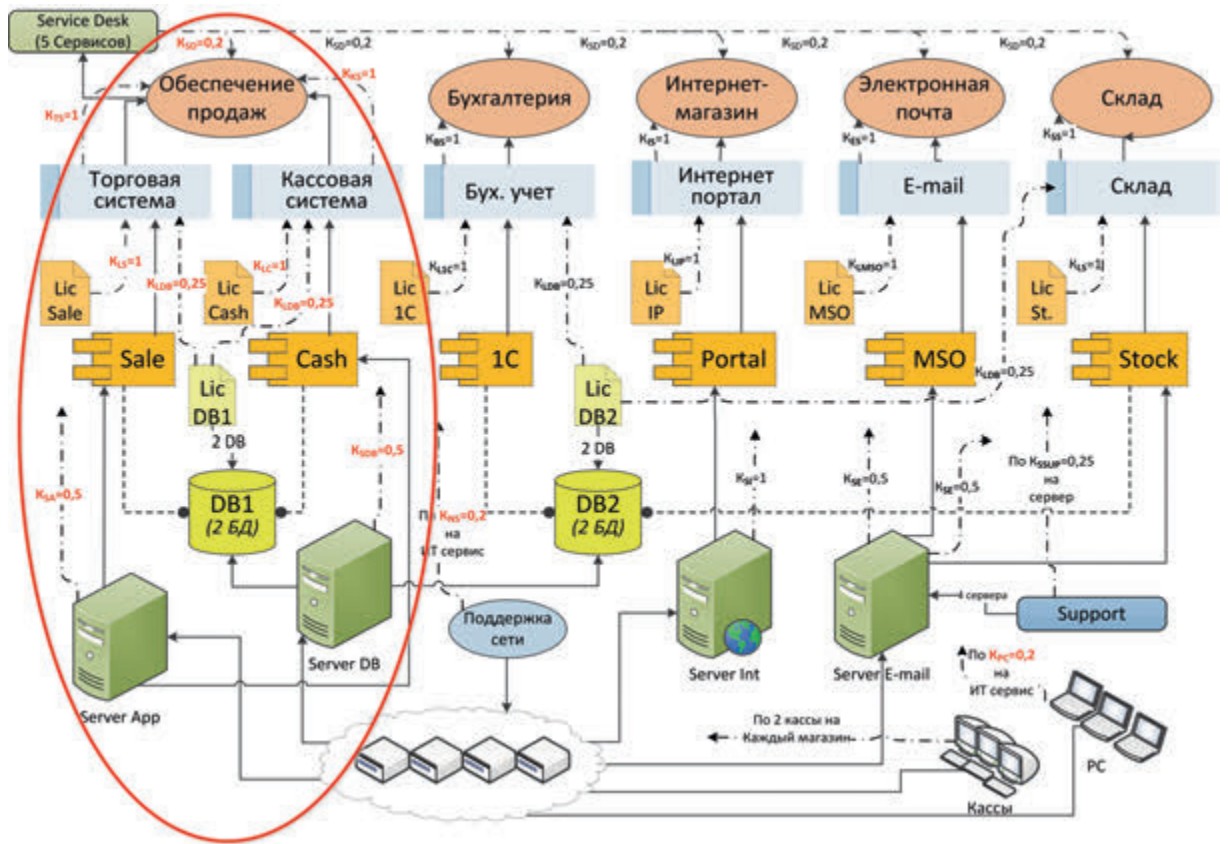 Service Desk
(5 Сервисов)
KSD=0,2
KSD=0,2
KSD=0,2
KSD=0,2
KSD=0,2
Обеспечение
продаж
KKS=1
KTS=1
Бухгалтерия
KBS=1
Интернет-
магазин
KIS=1
Электронная
почта
KES=1
Склад
KSS=1
Торговая
система
Кассовая
система
Бух. учет
Интернет
портал
E-mail
Склад
Lic
Sale
KLS=1
KLDB=0,25
Lic
Cash
KLC=1
KLDB=0,25
Lic
1C
KL1C=1
KLDB=0,25
Lic
IP
KLIP=1
Lic
MSO
KLMSO=1
Lic
St.
KLS=1
Sale
Cash
1C
Portal
MSO
Stock
Lic
DB1
2 DB
Lic
DB2
2 DB
KLDB=0,25
KSA=0,5
KSDB=0,5
DB1
(2 БД)
По KNS=0,2
на
ИТ сервис
DB2
(2 БД)
KSI=1
KSE=0,5
KSE=0,5
По KSSUP=0,25
на
сервер
Server App
Server DB
Поддержка
сети
Server Int
Server E-mail
4 сервера
Support
По KPC=0,2
на
ИТ сервис
По 2 кассы на
Каждый магазин
Кассы
PC